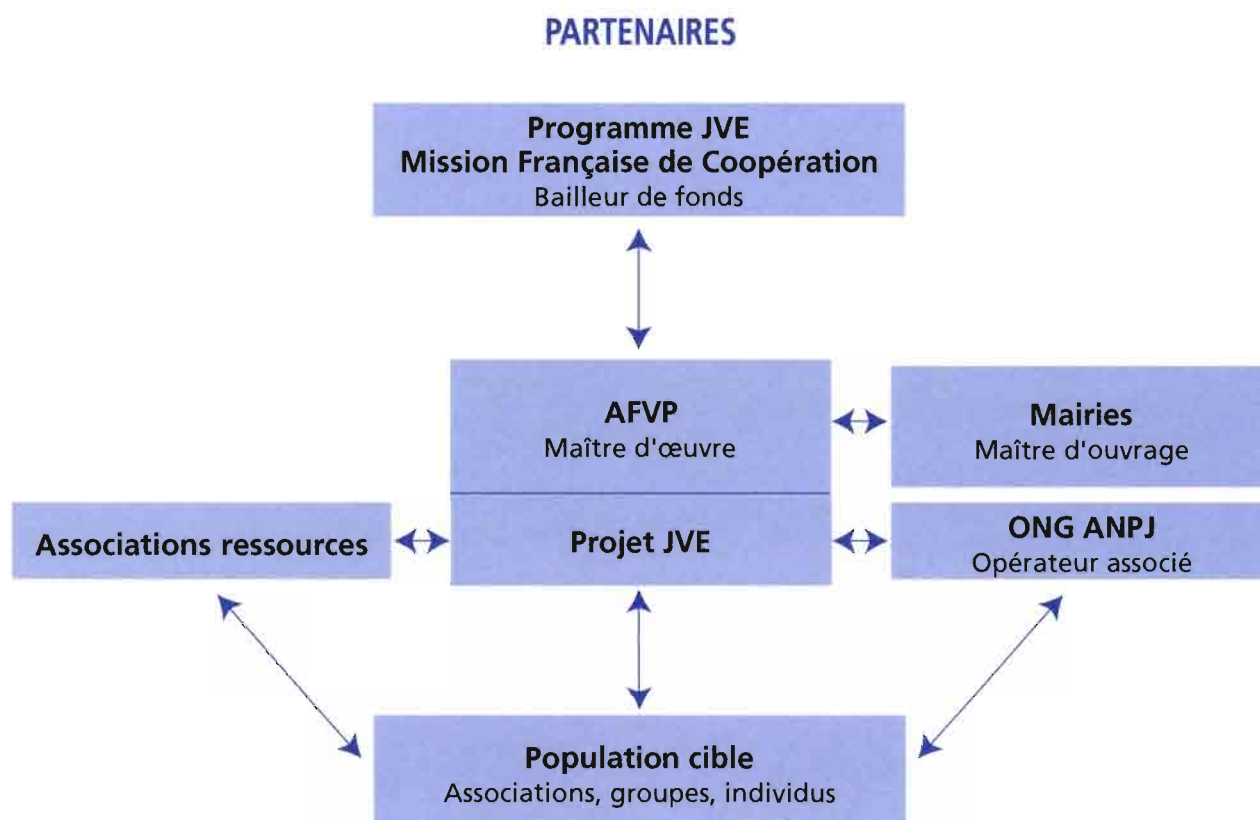 PARTENAIRES
Programme JVE
Mission Française de Coopération
Bailleur de fonds
AFVP
Maître d'œuvre
Mairies
Maître d'ouvrage
Associations ressources
Projet JVE
ONG ANPJ
Opérateur associé
Population cible
Associations, groupes, individus